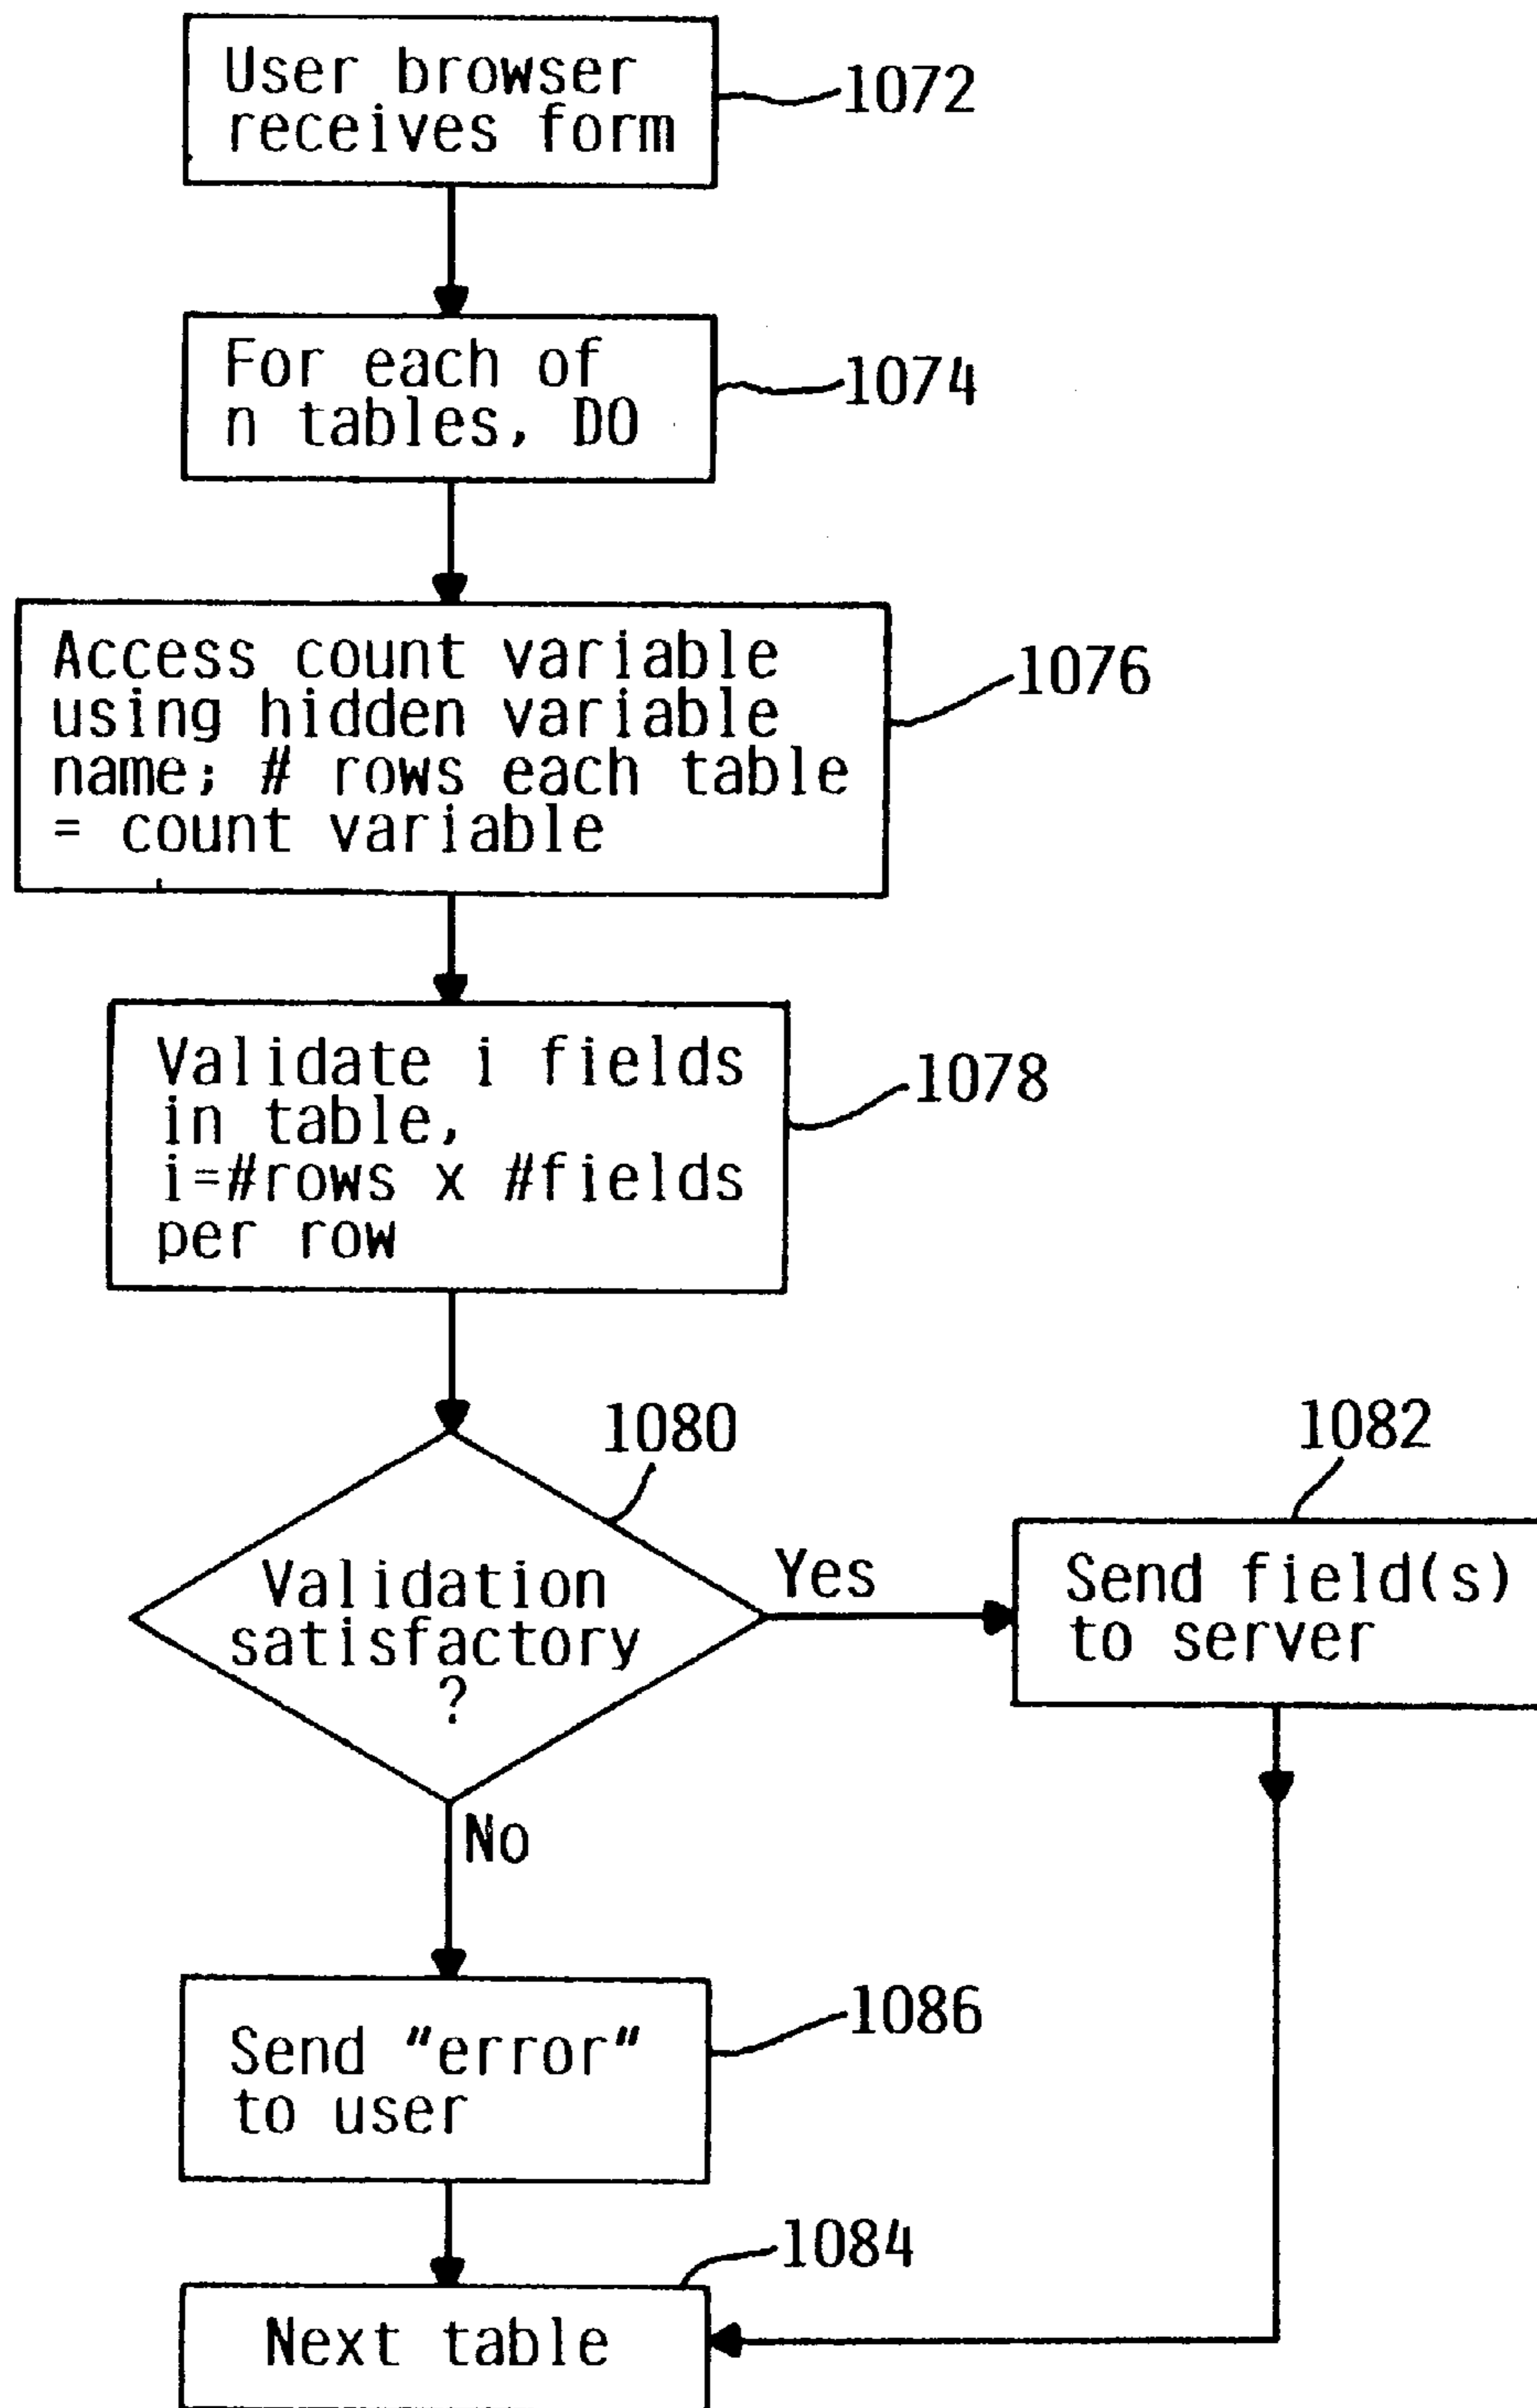 User browser
receives form
1072
For each of
n tables, DO
1074
Access count variable
using hidden variable
name; # rows each table
= count variable
1076
Validate i fields
in table,
i=#rows x #fields
per row
1078
1080
Validation
satisfactory
?
Yes
1082
Send field(s)
to server
No
Send "error"
to user
1086
1084
Next table